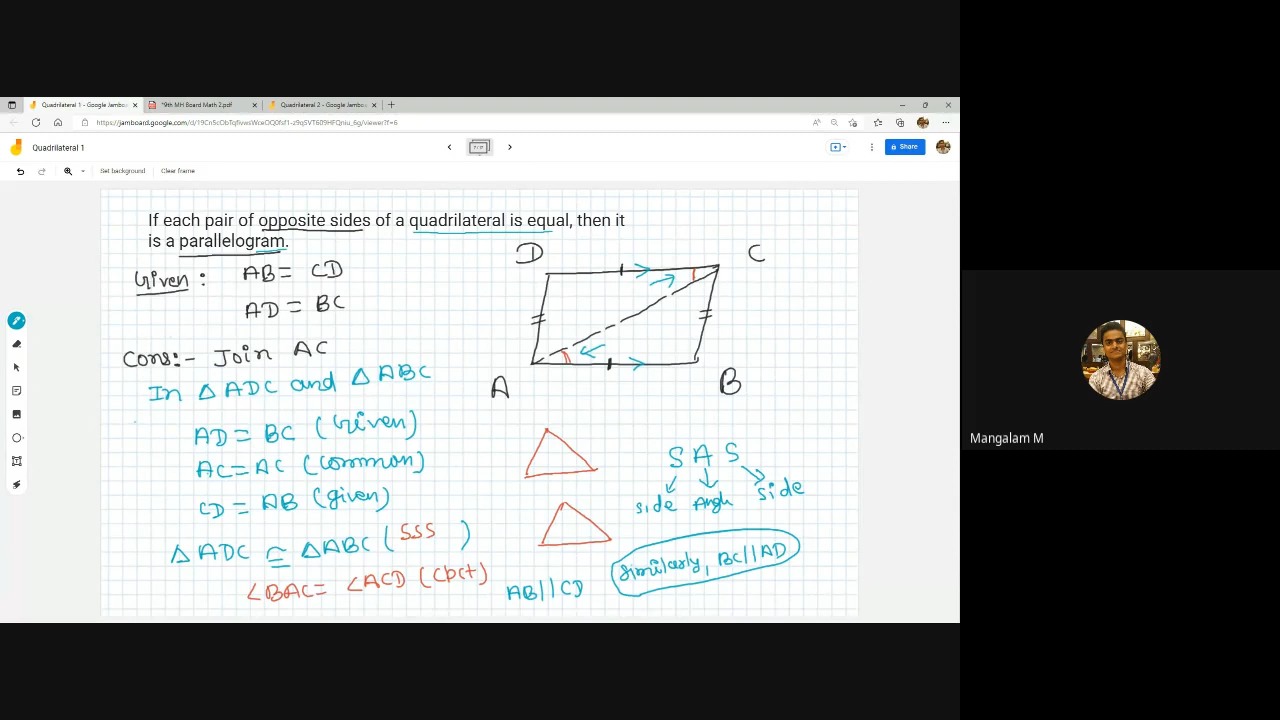 Quadrilateral 1 - Google Jambo
*9th MH Board Math 2.pdf
Quadrilateral 2 - Google Jambo
Quadrilateral 1
7/7
Share
Set background
Clear frame
If each pair of opposite sides of a quadrilateral is equal, then it
is a parallelogram.
D
C
Given : AB = CD
AD = BC
Cons:- Join AC
A
B
In △ ADC and △ ABC
AD = BC (Given)
AC = AC (common)
CD = AB (given)
S A S
side Angle side
△ ADC ≅ △ABC ( SSS )
∠BAC = ∠ACD (cpct)
AB // CD
Similarly, BC // AD
Mangalam M